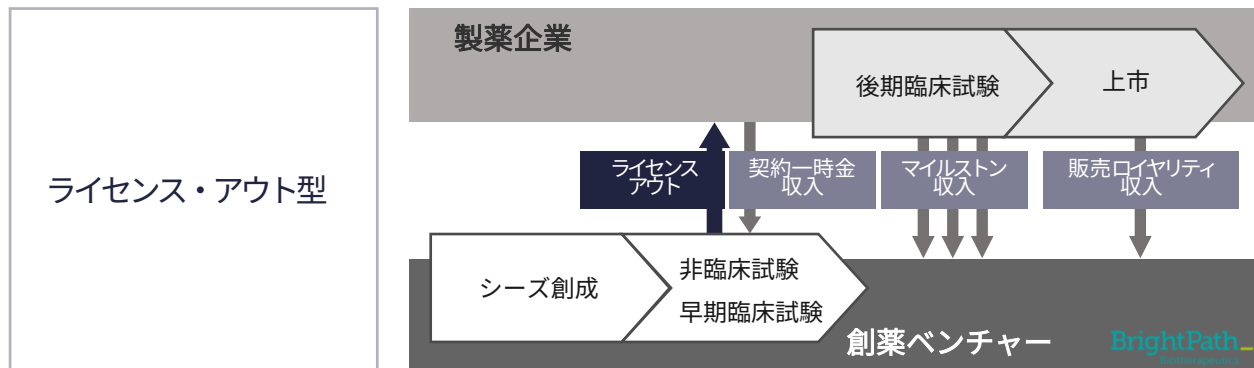 ライセンス・アウト型
製薬企業
後期臨床試験
上市
ライセンス
アウト
契約一時金
収入
マイルストン
収入
販売ロイヤリティ
収入
シーズ創成
非臨床試験
早期臨床試験
創薬ベンチャー
BrightPath
Biotherapeutics